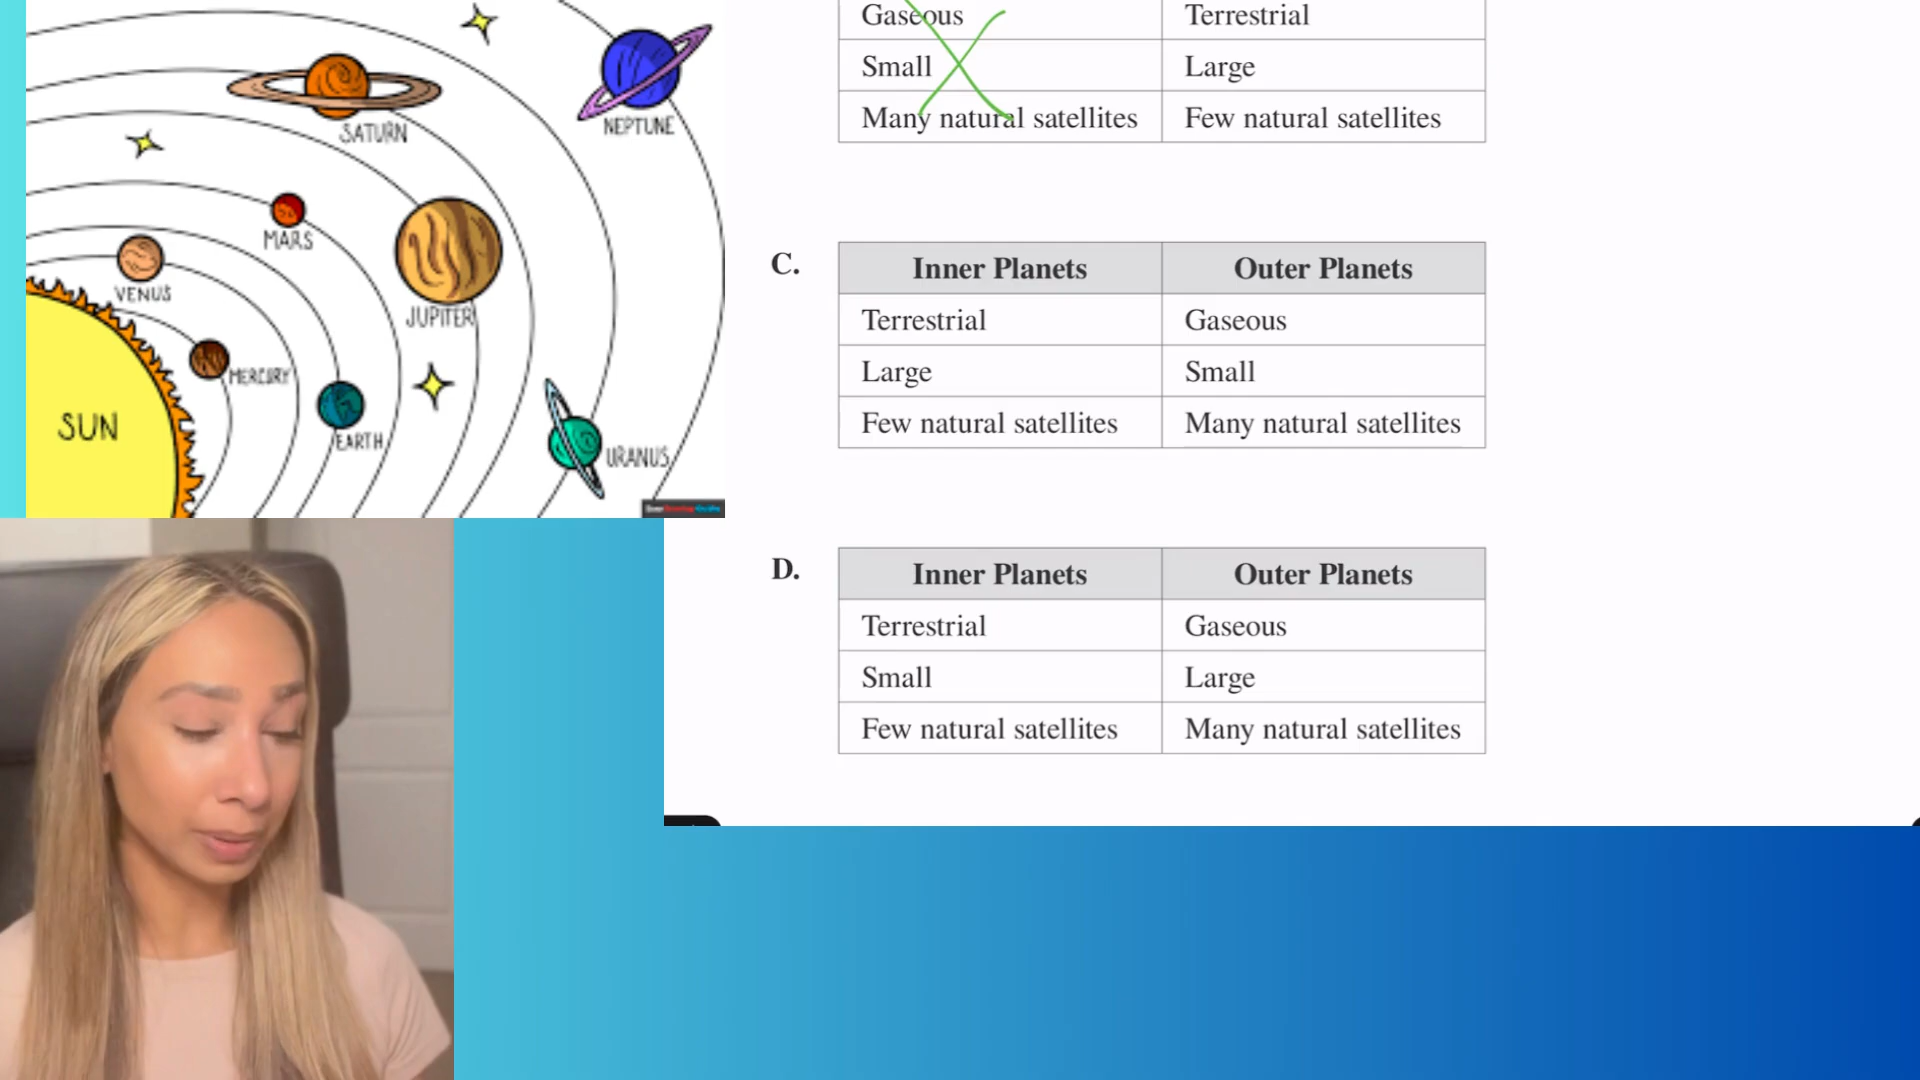 NEPTUNE
SATURN
MARS
VENUS
JUPITER
MERCURY
SUN
EARTH
URANUS
Gaseous Terrestrial
Small Large
Many natural satellites Few natural satellites
C. Inner Planets Outer Planets
Terrestrial Gaseous
Large Small
Few natural satellites Many natural satellites
D. Inner Planets Outer Planets
Terrestrial Gaseous
Small Large
Few natural satellites Many natural satellites